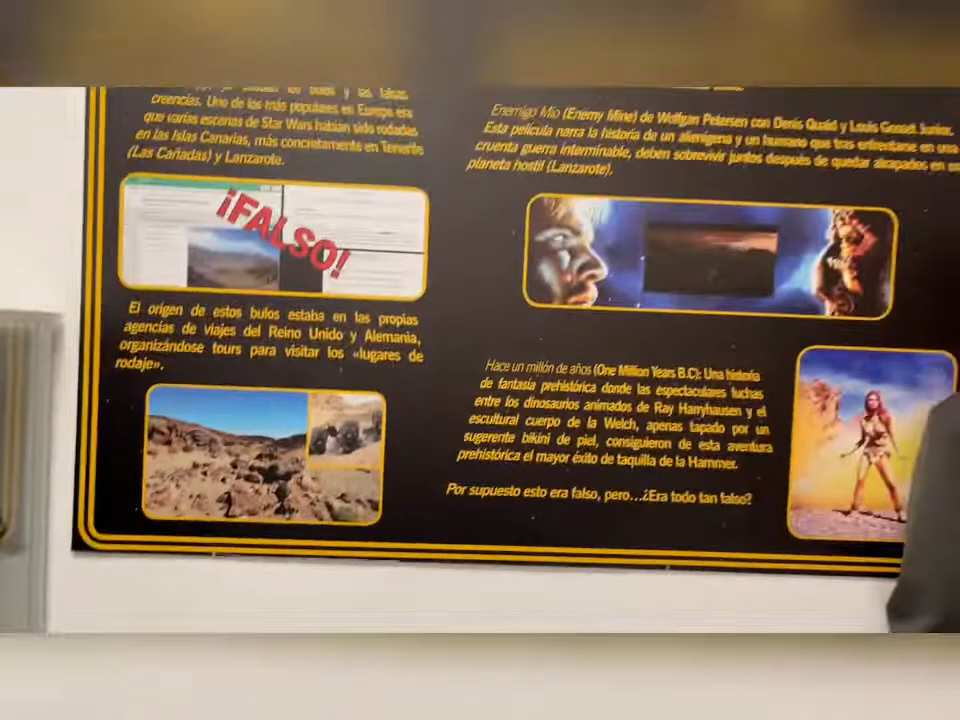 los bulos y las falsas
creencias. Uno de los más populares en Europa era
que varias escenas de Star Wars habían sido rodadas
en las Islas Canarias, más concretamente en Tenerife
(Las Cañadas) y Lanzarote.
¡FALSO!
El origen de estos bulos estaba en las propias
agencias de viajes del Reino Unido y Alemania,
organizándose tours para visitar los «lugares de
rodaje».
Enemigo Mío (Enemy Mine) de Wolfgan Petersen con Denis Quaid y Louis Gosset Junior.
Esta película narra la historia de un alienígena y un humano que tras enfrentarse en una
cruenta guerra interminable, deben sobrevivir juntos después de quedar atrapados en un
planeta hostil (Lanzarote).
Hace un millón de años (One Million Years B.C): Una historia
de fantasía prehistórica donde las espectaculares luchas
entre los dinosaurios animados de Ray Harryhausen y el
escultural cuerpo de la Welch, apenas tapado por un
sugerente bikini de piel, consiguieron de esta aventura
prehistórica el mayor éxito de taquilla de la Hammer.
Por supuesto esto era falso, pero...¿Era todo tan falso?